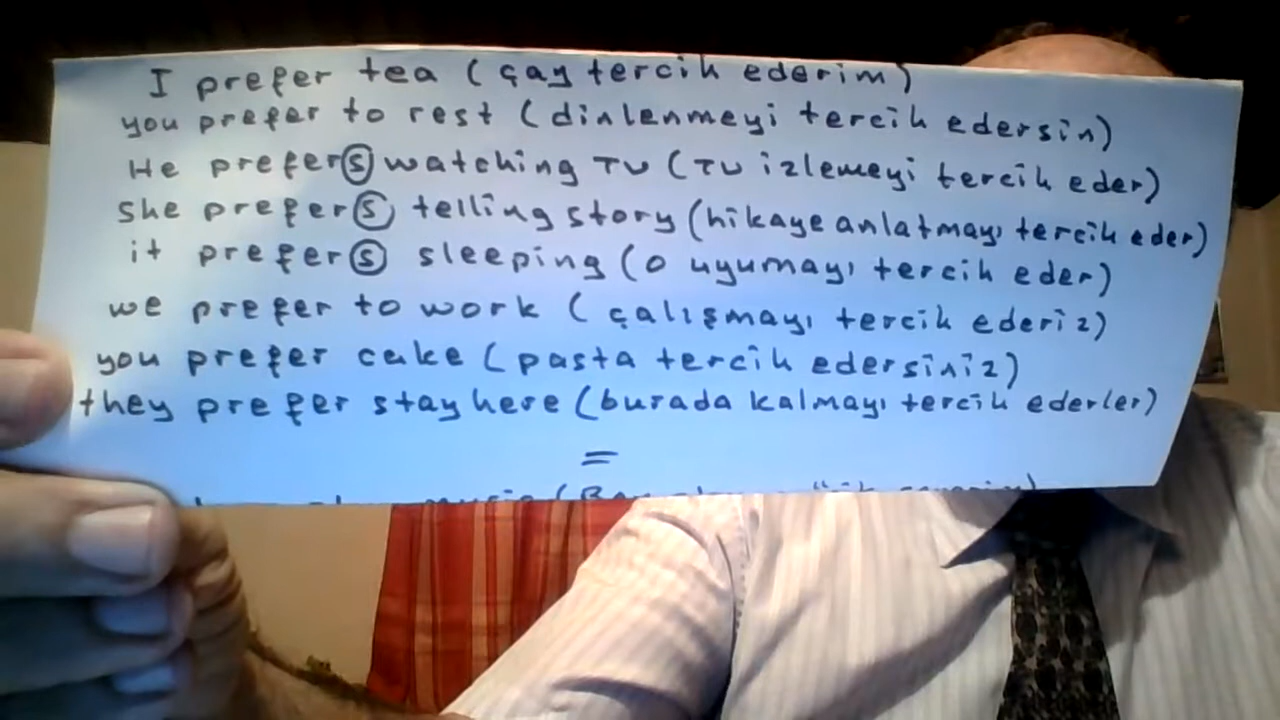 I prefer tea (çay tercih ederim)
you prefer to rest (dinlenmeyi tercih edersin)
He prefers watching TV (TV izlemeyi tercih eder)
She prefers telling story (hikaye anlatmayı tercih eder)
it prefers sleeping (o uyumayı tercih eder)
we prefer to work (çalışmayı tercih ederiz)
you prefer cake (pasta tercih edersiniz)
they prefer stay here (burada kalmayı tercih ederler)
=